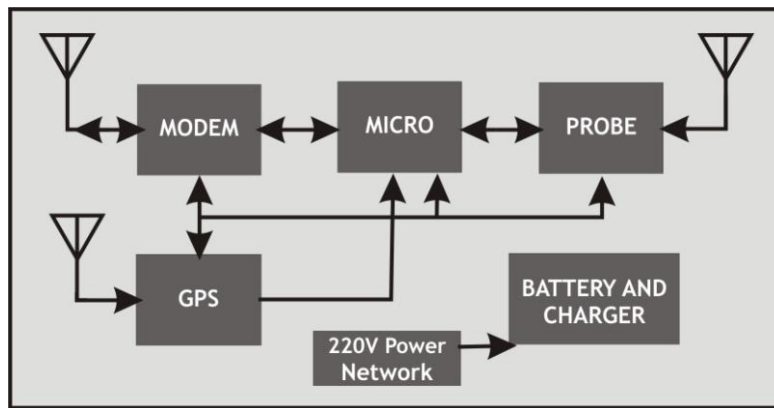 MODEM
MICRO
PROBE
GPS
BATTERY AND
CHARGER
220V Power
Network